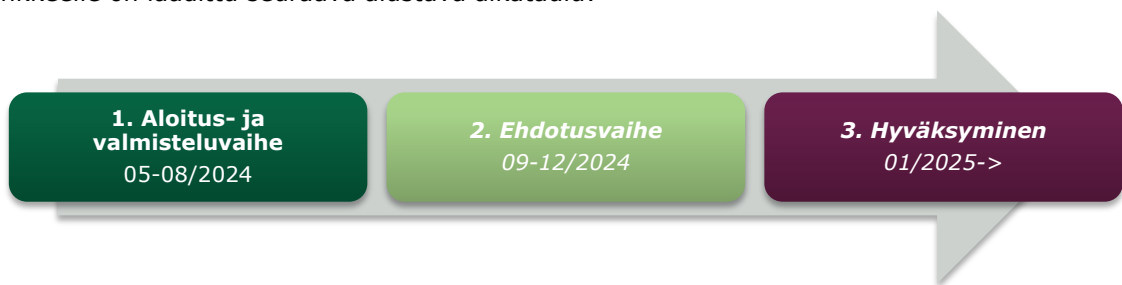 on laadittu seuraava alustava aikataulu:
1. Aloitus- ja
valmisteluvaihe
05-08/2024
2. Ehdotusvaihe
09-12/2024
3. Hyväksyminen
01/2025->